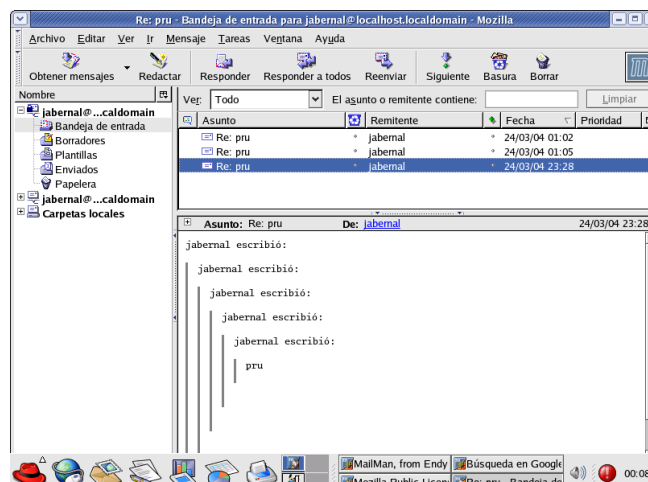 Re: pru - Bandeja de entrada para jabernal@localhost.localdomain - Mozilla
Archivo Editar Ver Ir Mensaje Tareas Ventana Ayuda
Obtener mensajes Redactar Responder Responder a todos Reenviar Siguiente Basura Borrar
Nombre
Ver: Todo El asunto o remitente contiene: Limpiar
jabernal@...caldomain
Bandeja de entrada
Borradores
Plantillas
Enviados
Papelera
jabernal@...caldomain
Carpetas locales
Asunto Remitente Fecha Prioridad
Re: pru jabernal 24/03/04 01:02
Re: pru jabernal 24/03/04 01:05
Re: pru jabernal 24/03/04 23:28
Asunto: Re: pru De: jabernal 24/03/04 23:28
jabernal escribió:
jabernal escribió:
jabernal escribió:
jabernal escribió:
jabernal escribió:
pru
MailMan, from Endy Búsqueda en Google
00:08